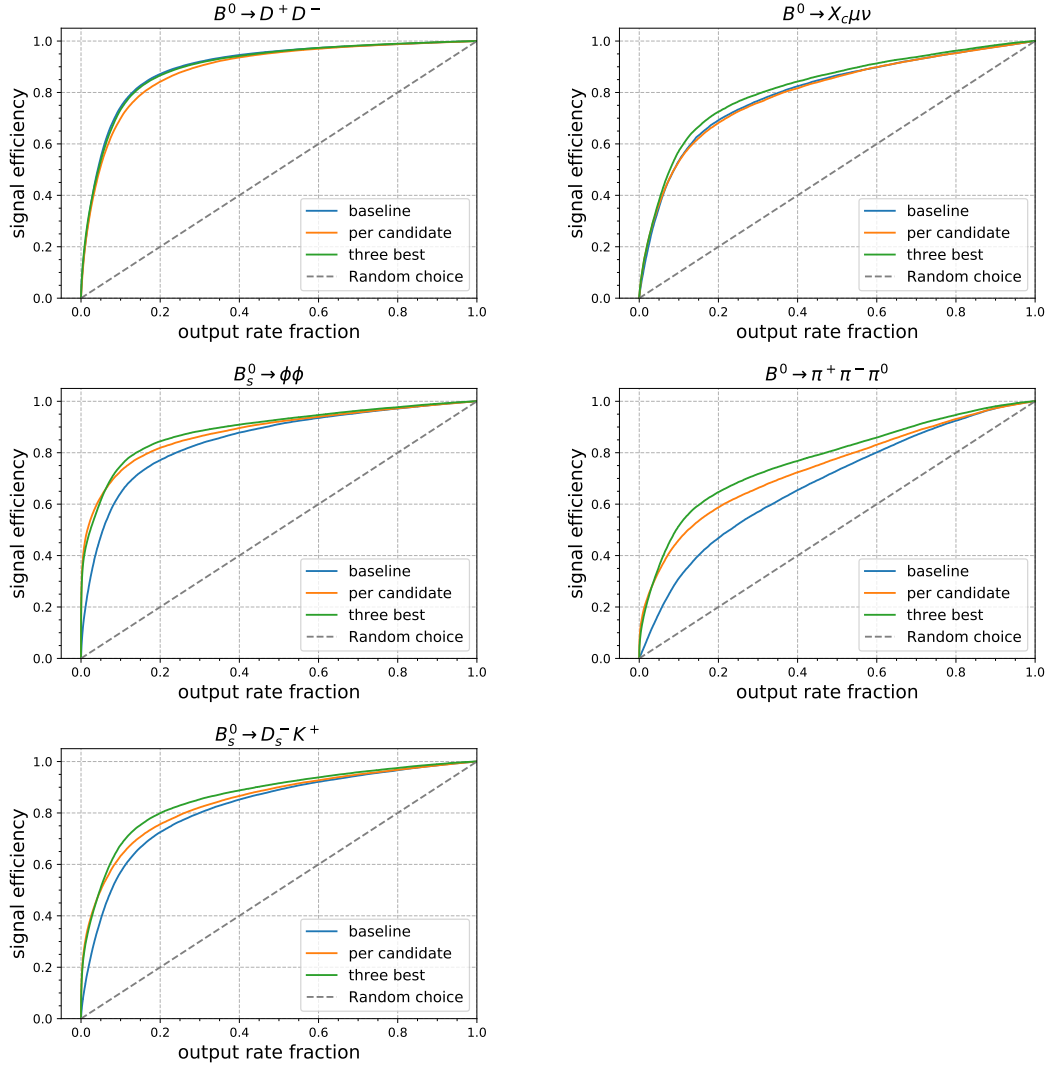 B⁰ → D⁺D⁻
signal efficiency
1.0
0.8
0.6
0.4
0.2
0.0
baseline
per candidate
three best
Random choice
0.0 0.2 0.4 0.6 0.8 1.0
output rate fraction
B⁰ → X_cμν
signal efficiency
1.0
0.8
0.6
0.4
0.2
0.0
baseline
per candidate
three best
Random choice
0.0 0.2 0.4 0.6 0.8 1.0
output rate fraction
B_s⁰ → ϕϕ
signal efficiency
1.0
0.8
0.6
0.4
0.2
0.0
baseline
per candidate
three best
Random choice
0.0 0.2 0.4 0.6 0.8 1.0
output rate fraction
B⁰ → π⁺π⁻π⁰
signal efficiency
1.0
0.8
0.6
0.4
0.2
0.0
baseline
per candidate
three best
Random choice
0.0 0.2 0.4 0.6 0.8 1.0
output rate fraction
B_s⁰ → D_s⁻K⁺
signal efficiency
1.0
0.8
0.6
0.4
0.2
0.0
baseline
per candidate
three best
Random choice
0.0 0.2 0.4 0.6 0.8 1.0
output rate fraction